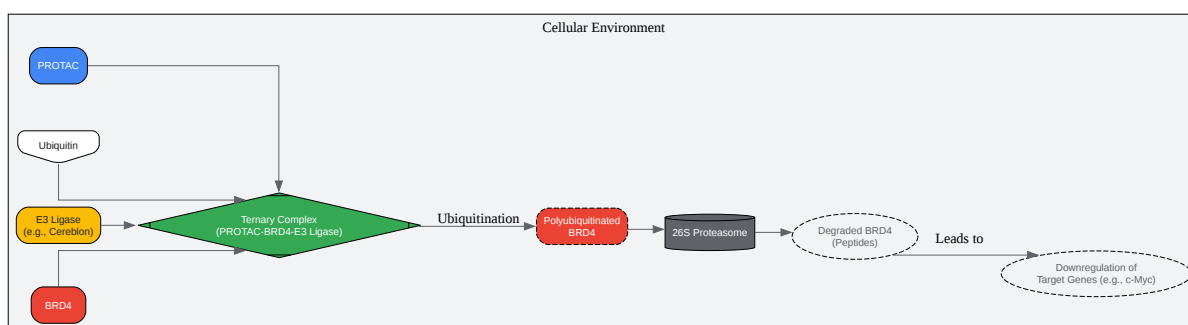 Cellular Environment
PROTAC
Ubiquitin
E3 Ligase
(e.g., Cereblon)
BRD4
Ternary Complex
(PROTAC-BRD4-E3 Ligase)
Ubiquitination
Polyubiquitinated
BRD4
26S Proteasome
Degraded BRD4
(Peptides)
Leads to
Downregulation of
Target Genes (e.g., c-Myc)